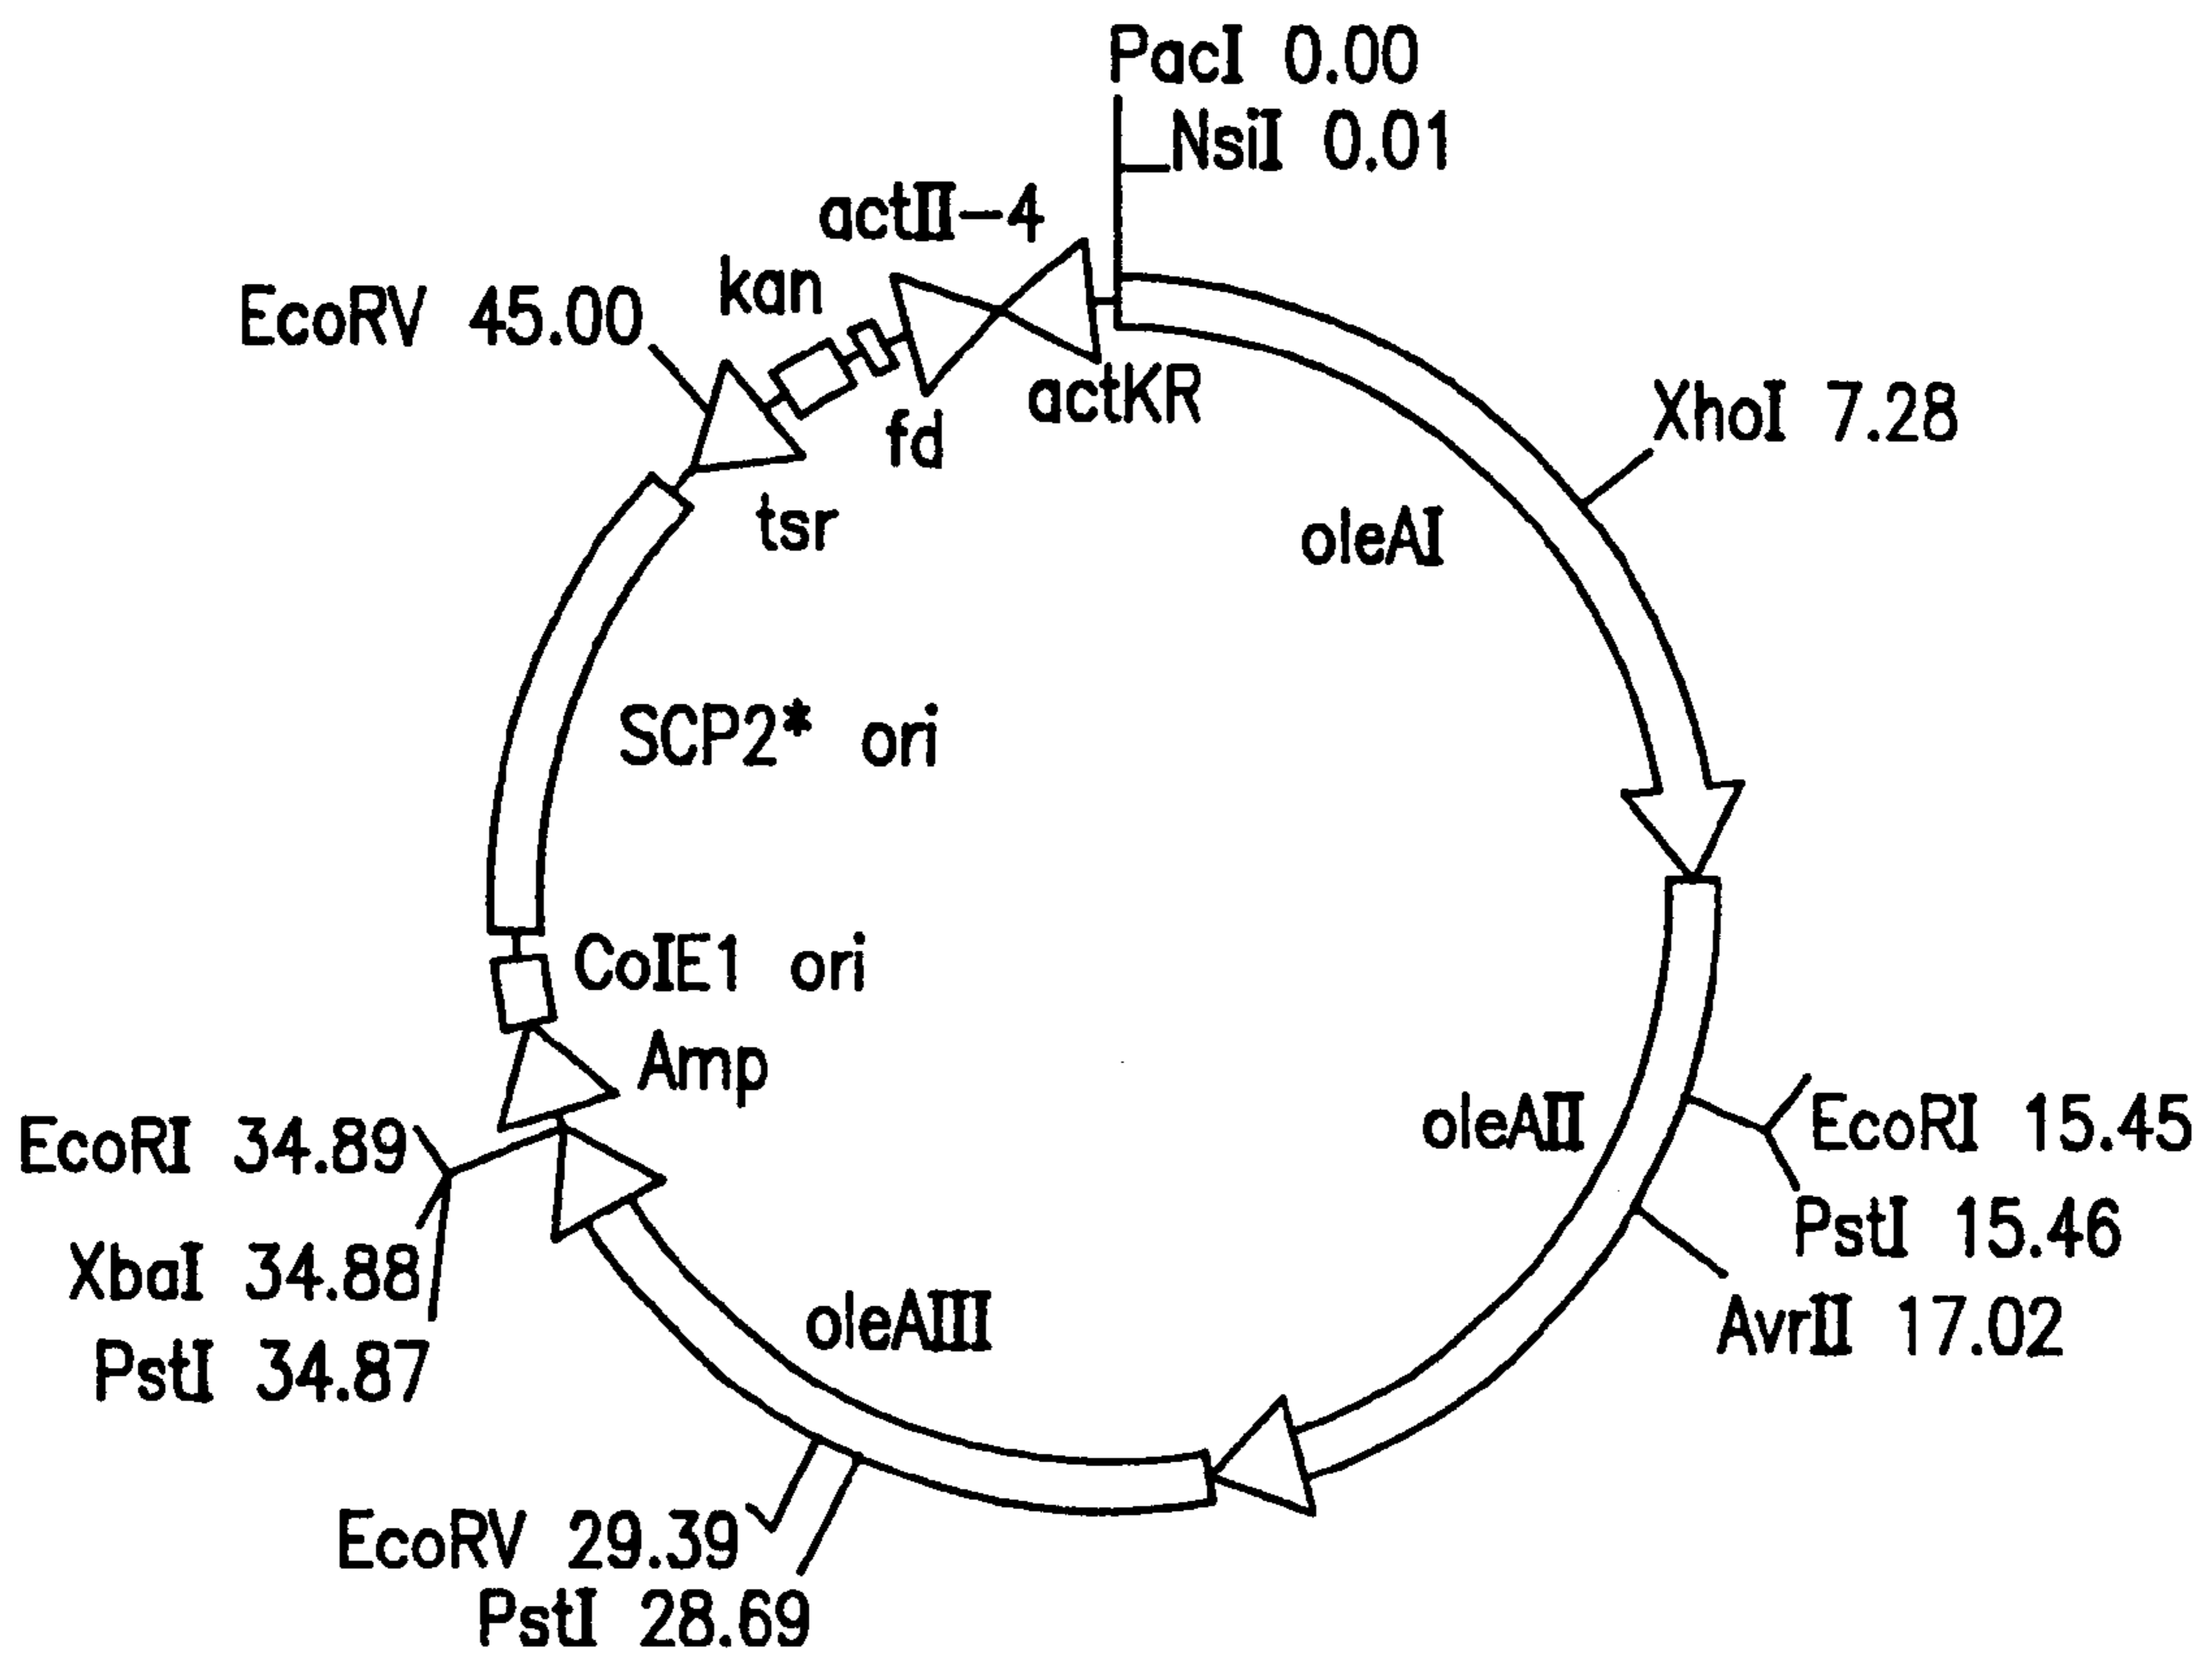 PacI 0.00
NsiI 0.01
actII-4
kan
EcoRV 45.00
actKR
fd
XhoI 7.28
tsr
oleAI
SCP2* ori
ColE1 ori
Amp
oleAII
EcoRI 15.45
EcoRI 34.89
PstI 15.46
XbaI 34.88
oleAIII
AvrII 17.02
PstI 34.87
EcoRV 29.39
PstI 28.69